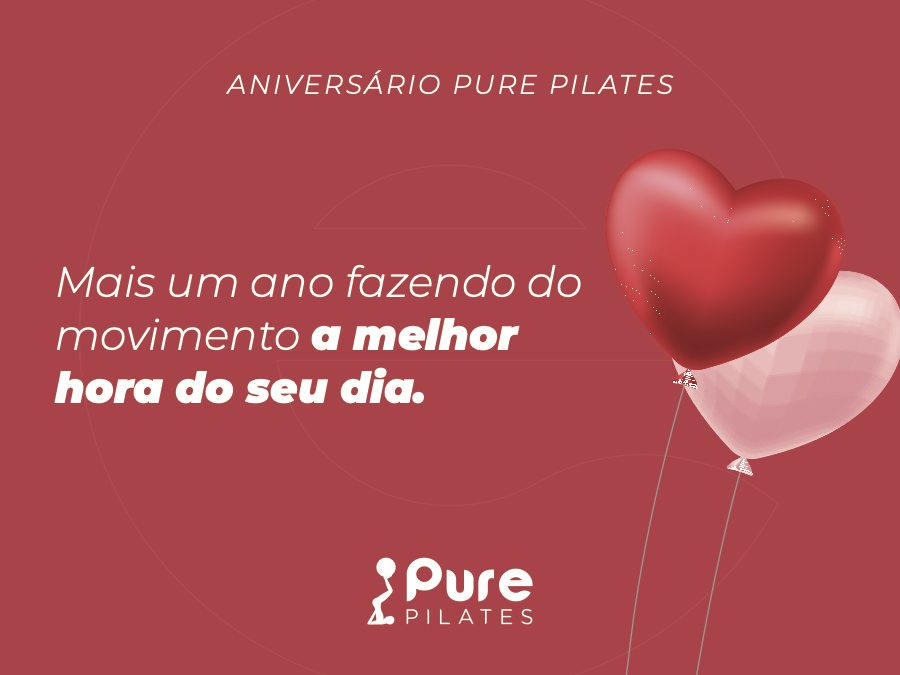 ANIVERSÁRIO PURE PILATES
Mais um ano fazendo do
movimento a melhor
hora do seu dia.
Pure
PILATES